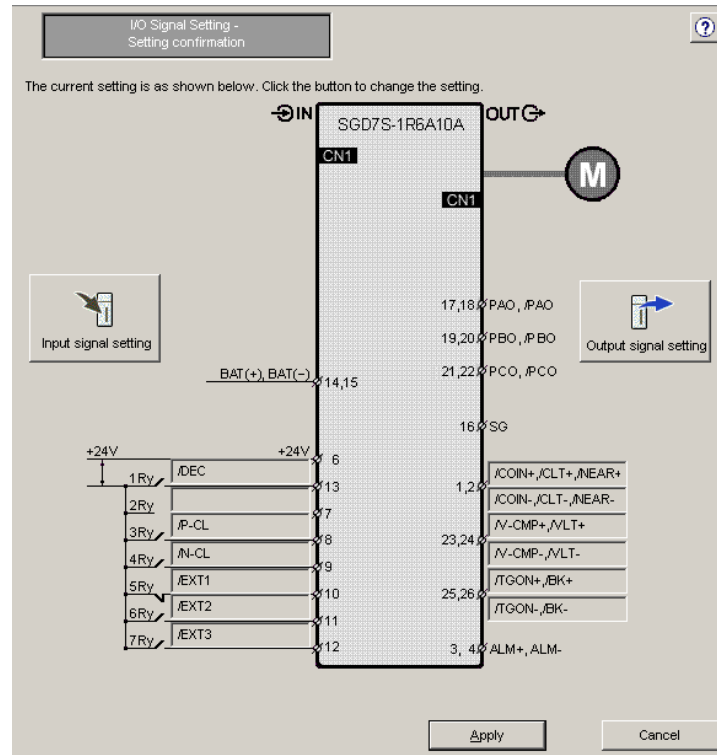 I/O Signal Setting -
Setting confirmation
?
The current setting is as shown below. Click the button to change the setting.
IN
OUT
SGD7S-1R6A10A
CN1
M
CN1
Input signal setting
Output signal setting
17,18 PAO, /PAO
19,20 PBO, /PBO
21,22 PCO, /PCO
BAT(+), BAT(-) 14,15
16 SG
+24V +24V 6
1Ry /DEC 13
2Ry 7
3Ry /P-CL 8
4Ry /N-CL 9
5Ry /EXT1 10
6Ry /EXT2 11
7Ry /EXT3 12
1,2 /COIN+,/CLT+,/NEAR+
/COIN-,/CLT-,/NEAR-
23,24 /V-CMP+,/VLT+
/V-CMP-,/VLT-
25,26 /TGON+,/BK+
/TGON-,/BK-
3, 4 ALM+, ALM-
Apply
Cancel